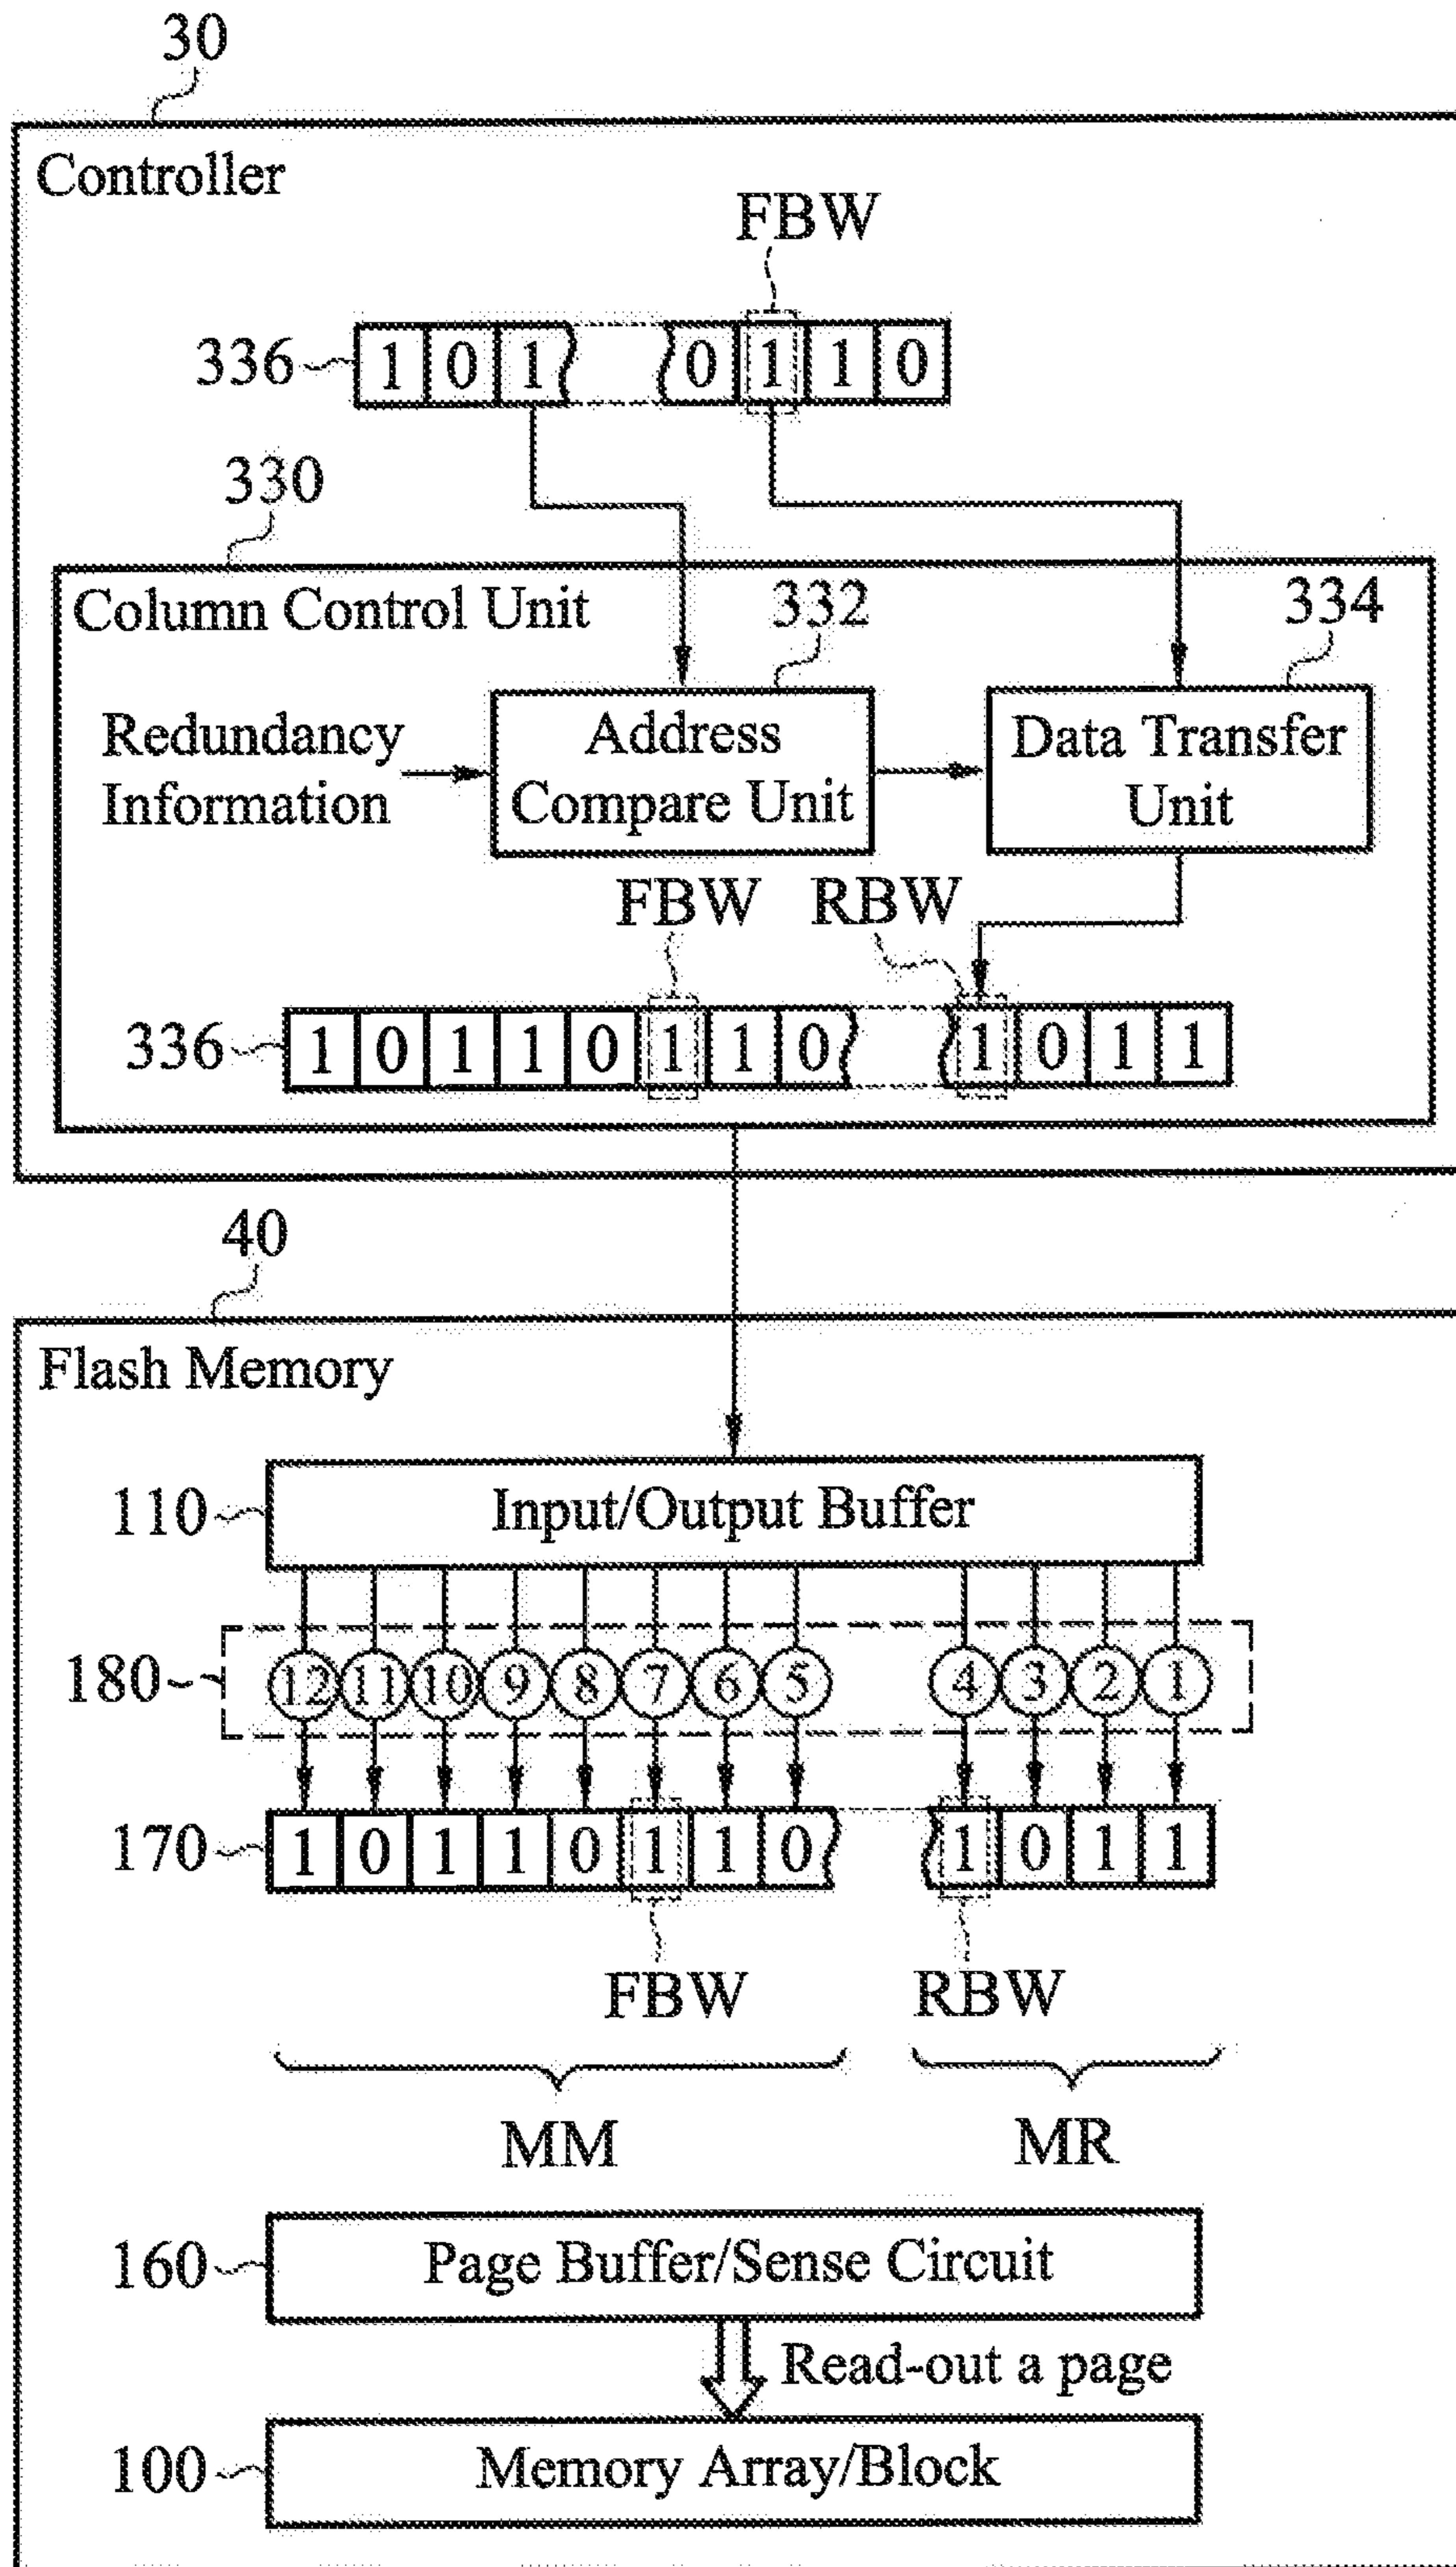 30
Controller
FBW
336 1 0 1 0 1 1 0
330
Column Control Unit
332
334
Redundancy
Information
Address
Compare Unit
Data Transfer
Unit
FBW RBW
336 1 0 1 1 0 1 1 0 1 0 1 1
40
Flash Memory
110 Input/Output Buffer
180 12 11 10 9 8 7 6 5 4 3 2 1
170 1 0 1 1 0 1 1 0 1 0 1 1
FBW RBW
MM MR
160 Page Buffer/Sense Circuit
Read-out a page
100 Memory Array/Block